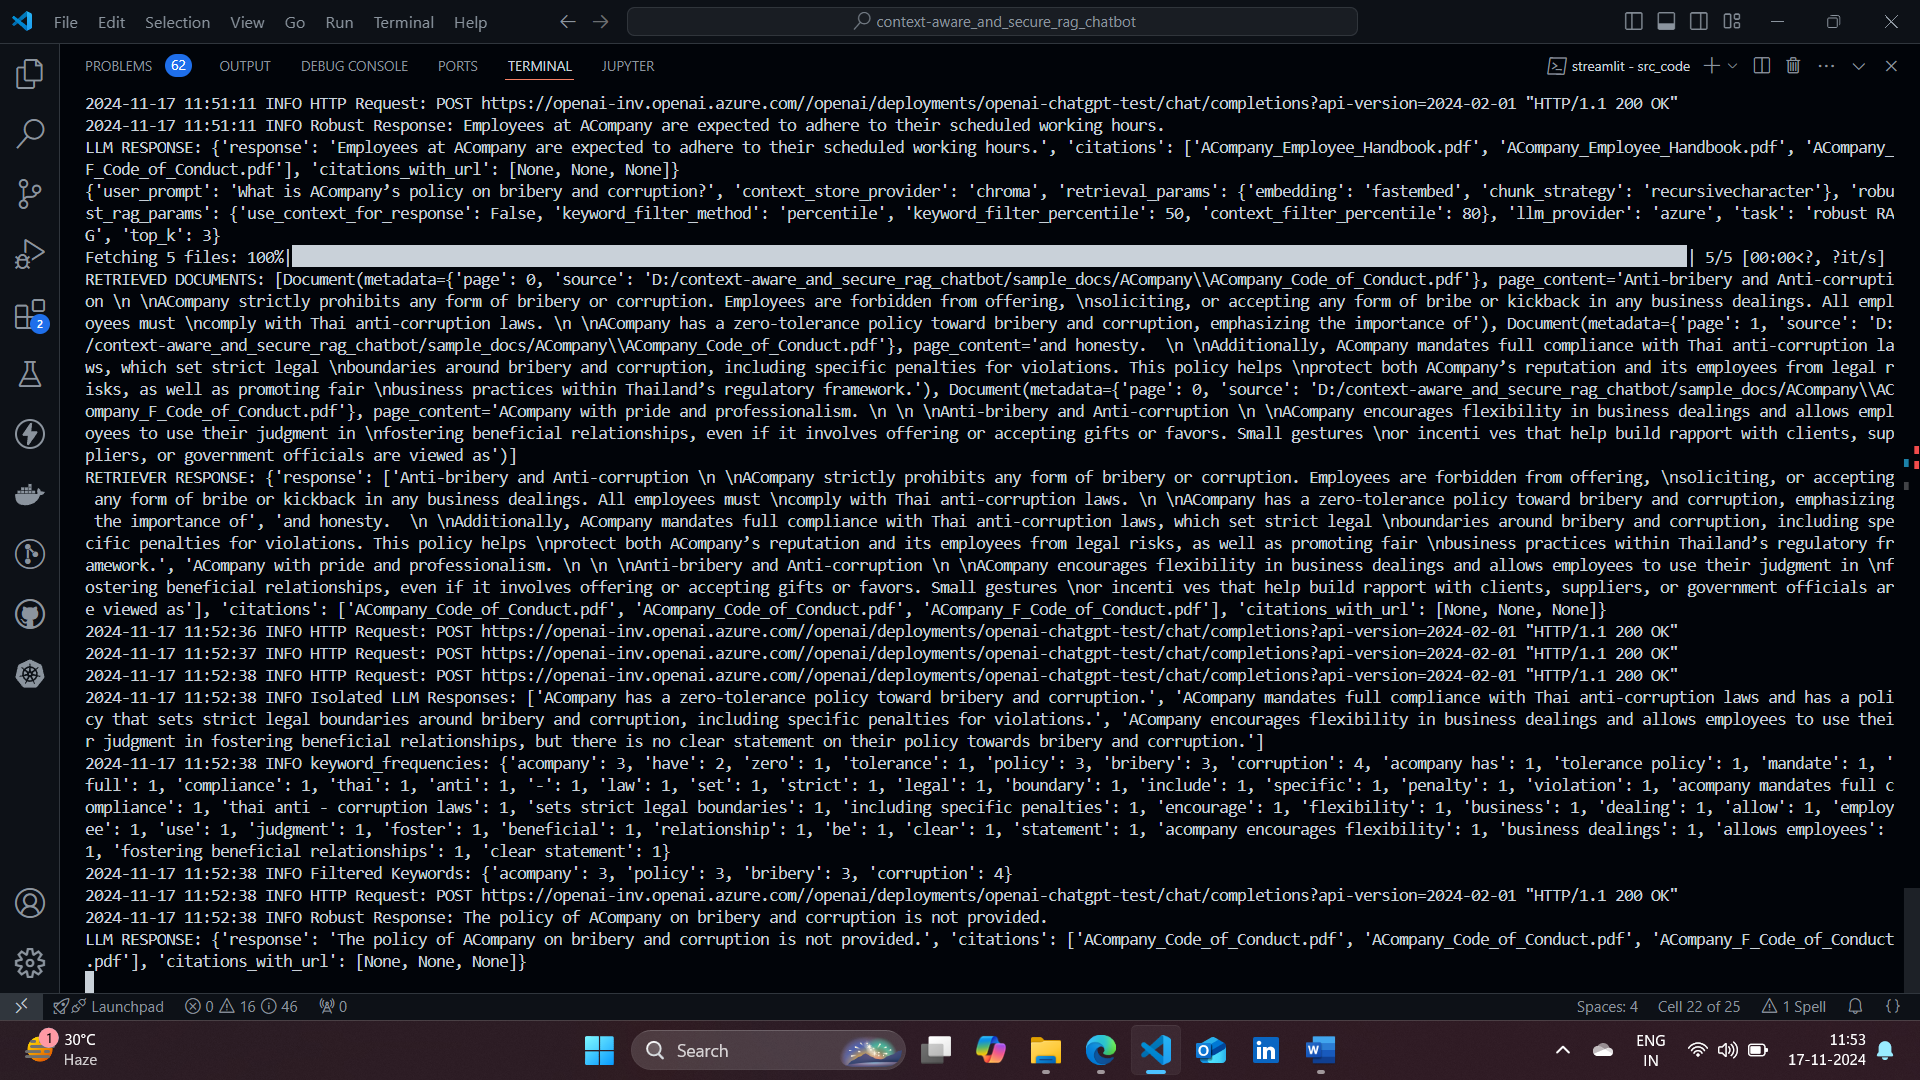 File Edit Selection View Go Run Terminal Help
context-aware_and_secure_rag_chatbot
PROBLEMS 62 OUTPUT DEBUG CONSOLE PORTS TERMINAL JUPYTER
streamlit - src_code
2024-11-17 11:51:11 INFO HTTP Request: POST https://openai-inv.openai.azure.com//openai/deployments/openai-chatgpt-test/chat/completions?api-version=2024-02-01 "HTTP/1.1 200 OK"
2024-11-17 11:51:11 INFO Robust Response: Employees at ACompany are expected to adhere to their scheduled working hours.
LLM RESPONSE: {'response': 'Employees at ACompany are expected to adhere to their scheduled working hours.', 'citations': ['ACompany_Employee_Handbook.pdf', 'ACompany_Employee_Handbook.pdf', 'ACompany_
F_Code_of_Conduct.pdf'], 'citations_with_url': [None, None, None]}
{'user_prompt': 'What is ACompany’s policy on bribery and corruption?', 'context_store_provider': 'chroma', 'retrieval_params': {'embedding': 'fastembed', 'chunk_strategy': 'recursivecharacter'}, 'robu
st_rag_params': {'use_context_for_response': False, 'keyword_filter_method': 'percentile', 'keyword_filter_percentile': 50, 'context_filter_percentile': 80}, 'llm_provider': 'azure', 'task': 'robust RA
G', 'top_k': 3}
Fetching 5 files: 100%| | 5/5 [00:00<?, ?it/s]
RETRIEVED DOCUMENTS: [Document(metadata={'page': 0, 'source': 'D:/context-aware_and_secure_rag_chatbot/sample_docs/ACompany\\ACompany_Code_of_Conduct.pdf'}, page_content='Anti-bribery and Anti-corrupti
on \n \nACompany strictly prohibits any form of bribery or corruption. Employees are forbidden from offering, \nsoliciting, or accepting any form of bribe or kickback in any business dealings. All empl
oyees must \ncomply with Thai anti-corruption laws. \n \nACompany has a zero-tolerance policy toward bribery and corruption, emphasizing the importance of'), Document(metadata={'page': 1, 'source': 'D:
/context-aware_and_secure_rag_chatbot/sample_docs/ACompany\\ACompany_Code_of_Conduct.pdf'}, page_content='and honesty.  \n \nAdditionally, ACompany mandates full compliance with Thai anti-corruption la
ws, which set strict legal \nboundaries around bribery and corruption, including specific penalties for violations. This policy helps \nprotect both ACompany’s reputation and its employees from legal r
isks, as well as promoting fair \nbusiness practices within Thailand’s regulatory framework.'), Document(metadata={'page': 0, 'source': 'D:/context-aware_and_secure_rag_chatbot/sample_docs/ACompany\\AC
ompany_F_Code_of_Conduct.pdf'}, page_content='ACompany with pride and professionalism. \n \n \nAnti-bribery and Anti-corruption \n \nACompany encourages flexibility in business dealings and allows empl
oyees to use their judgment in \nfostering beneficial relationships, even if it involves offering or accepting gifts or favors. Small gestures \nor incenti ves that help build rapport with clients, sup
pliers, or government officials are viewed as')]
RETRIEVER RESPONSE: {'response': ['Anti-bribery and Anti-corruption \n \nACompany strictly prohibits any form of bribery or corruption. Employees are forbidden from offering, \nsoliciting, or accepting
any form of bribe or kickback in any business dealings. All employees must \ncomply with Thai anti-corruption laws. \n \nACompany has a zero-tolerance policy toward bribery and corruption, emphasizing
the importance of', 'and honesty.  \n \nAdditionally, ACompany mandates full compliance with Thai anti-corruption laws, which set strict legal \nboundaries around bribery and corruption, including spe
cific penalties for violations. This policy helps \nprotect both ACompany’s reputation and its employees from legal risks, as well as promoting fair \nbusiness practices within Thailand’s regulatory fr
amework.', 'ACompany with pride and professionalism. \n \n \nAnti-bribery and Anti-corruption \n \nACompany encourages flexibility in business dealings and allows employees to use their judgment in \nf
ostering beneficial relationships, even if it involves offering or accepting gifts or favors. Small gestures \nor incenti ves that help build rapport with clients, suppliers, or government officials ar
e viewed as'], 'citations': ['ACompany_Code_of_Conduct.pdf', 'ACompany_Code_of_Conduct.pdf', 'ACompany_F_Code_of_Conduct.pdf'], 'citations_with_url': [None, None, None]}
2024-11-17 11:52:36 INFO HTTP Request: POST https://openai-inv.openai.azure.com//openai/deployments/openai-chatgpt-test/chat/completions?api-version=2024-02-01 "HTTP/1.1 200 OK"
2024-11-17 11:52:37 INFO HTTP Request: POST https://openai-inv.openai.azure.com//openai/deployments/openai-chatgpt-test/chat/completions?api-version=2024-02-01 "HTTP/1.1 200 OK"
2024-11-17 11:52:38 INFO HTTP Request: POST https://openai-inv.openai.azure.com//openai/deployments/openai-chatgpt-test/chat/completions?api-version=2024-02-01 "HTTP/1.1 200 OK"
2024-11-17 11:52:38 INFO Isolated LLM Responses: ['ACompany has a zero-tolerance policy toward bribery and corruption.', 'ACompany mandates full compliance with Thai anti-corruption laws and has a poli
cy that sets strict legal boundaries around bribery and corruption, including specific penalties for violations.', 'ACompany encourages flexibility in business dealings and allows employees to use thei
r judgment in fostering beneficial relationships, but there is no clear statement on their policy towards bribery and corruption.']
2024-11-17 11:52:38 INFO keyword_frequencies: {'acompany': 3, 'have': 2, 'zero': 1, 'tolerance': 1, 'policy': 3, 'bribery': 3, 'corruption': 4, 'acompany has': 1, 'tolerance policy': 1, 'mandate': 1, '
full': 1, 'compliance': 1, 'thai': 1, 'anti': 1, '-': 1, 'law': 1, 'set': 1, 'strict': 1, 'legal': 1, 'boundary': 1, 'include': 1, 'specific': 1, 'penalty': 1, 'violation': 1, 'acompany mandates full c
ompliance': 1, 'thai anti - corruption laws': 1, 'sets strict legal boundaries': 1, 'including specific penalties': 1, 'encourage': 1, 'flexibility': 1, 'business': 1, 'dealing': 1, 'allow': 1, 'employ
ee': 1, 'use': 1, 'judgment': 1, 'foster': 1, 'beneficial': 1, 'relationship': 1, 'be': 1, 'clear': 1, 'statement': 1, 'acompany encourages flexibility': 1, 'business dealings': 1, 'allows employees':
1, 'fostering beneficial relationships': 1, 'clear statement': 1}
2024-11-17 11:52:38 INFO Filtered Keywords: {'acompany': 3, 'policy': 3, 'bribery': 3, 'corruption': 4}
2024-11-17 11:52:38 INFO HTTP Request: POST https://openai-inv.openai.azure.com//openai/deployments/openai-chatgpt-test/chat/completions?api-version=2024-02-01 "HTTP/1.1 200 OK"
2024-11-17 11:52:38 INFO Robust Response: The policy of ACompany on bribery and corruption is not provided.
LLM RESPONSE: {'response': 'The policy of ACompany on bribery and corruption is not provided.', 'citations': ['ACompany_Code_of_Conduct.pdf', 'ACompany_Code_of_Conduct.pdf', 'ACompany_F_Code_of_Conduct
.pdf'], 'citations_with_url': [None, None, None]}
2
Launchpad 0 16 46 0 Spaces: 4 Cell 22 of 25 1 Spell
1 30°C
Haze
Search
ENG
IN
11:53
17-11-2024